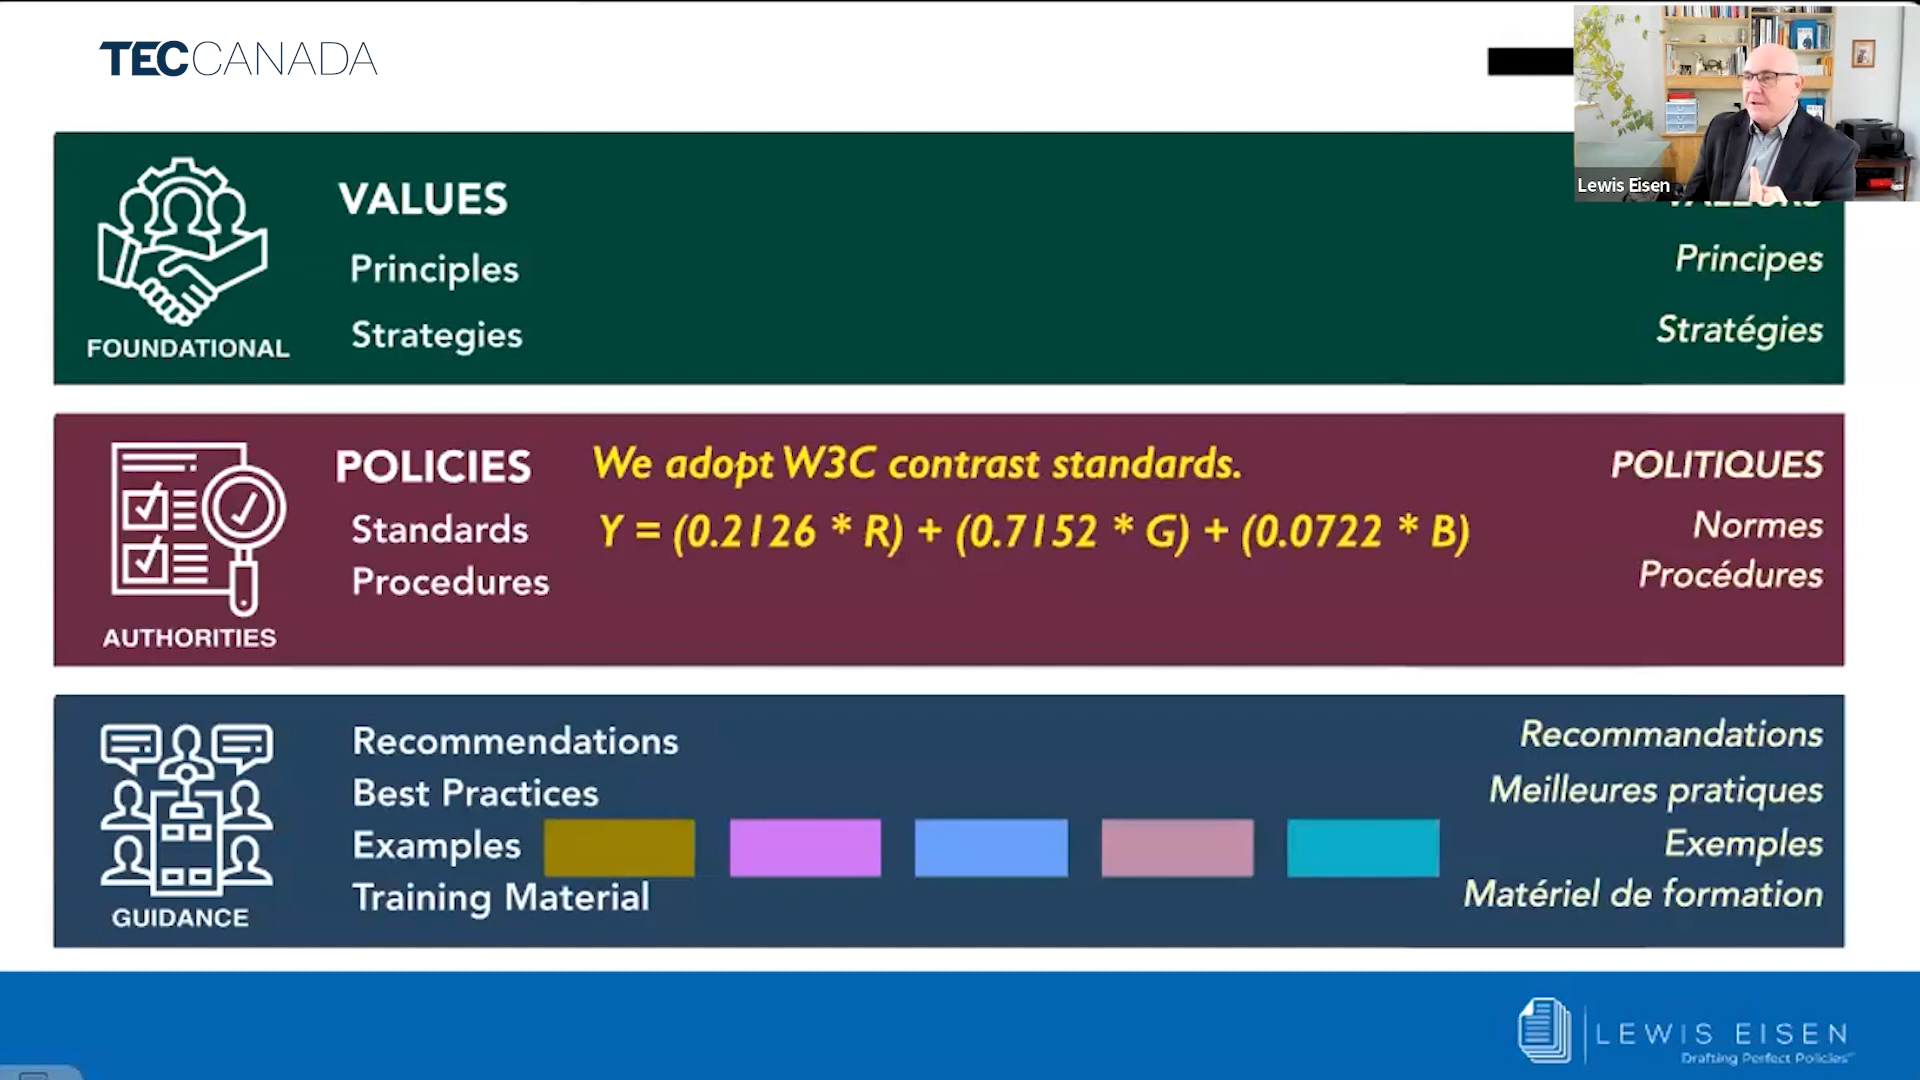 TECCANADA
Lewis Eisen
VALUES
Principles
Strategies
FOUNDATIONAL
Principes
Stratégies
POLICIES
We adopt W3C contrast standards.
Standards
Y = (0.2126 * R) + (0.7152 * G) + (0.0722 * B)
Procedures
AUTHORITIES
POLITIQUES
Normes
Procédures
Recommendations
Best Practices
Examples
Training Material
GUIDANCE
Recommandations
Meilleures pratiques
Exemples
Matériel de formation
LEWIS EISEN
Drafting Perfect Policies